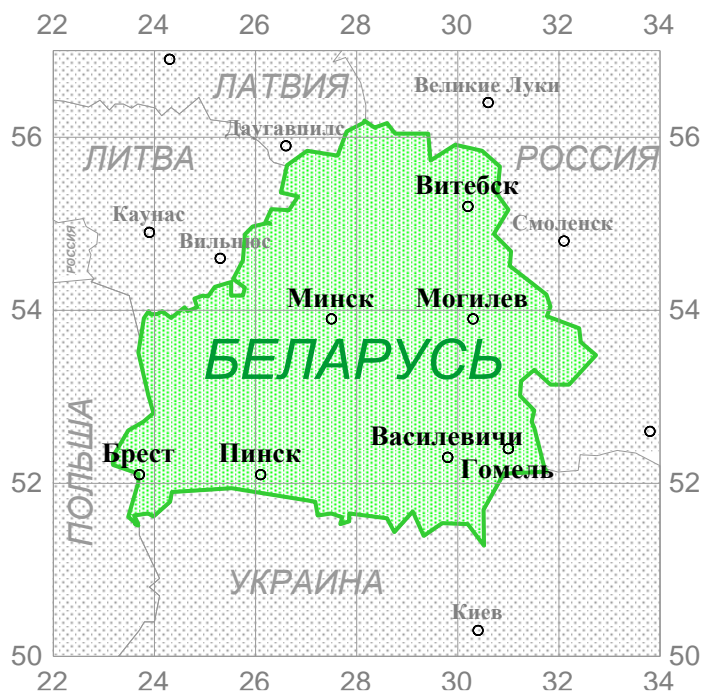 22 24 26 28 30 32 34
ЛАТВИЯ
Великие Луки
Даугавпилс
56 56
ЛИТВА
РОССИЯ
Витебск
Каунас
Смоленск
Вильнюс
РОССИЯ
Минск
Могилев
54 54
БЕЛАРУСЬ
ПОЛЬША
Василевичи
Брест
Пинск
Гомель
52 52
УКРАИНА
Киев
50 50
22 24 26 28 30 32 34